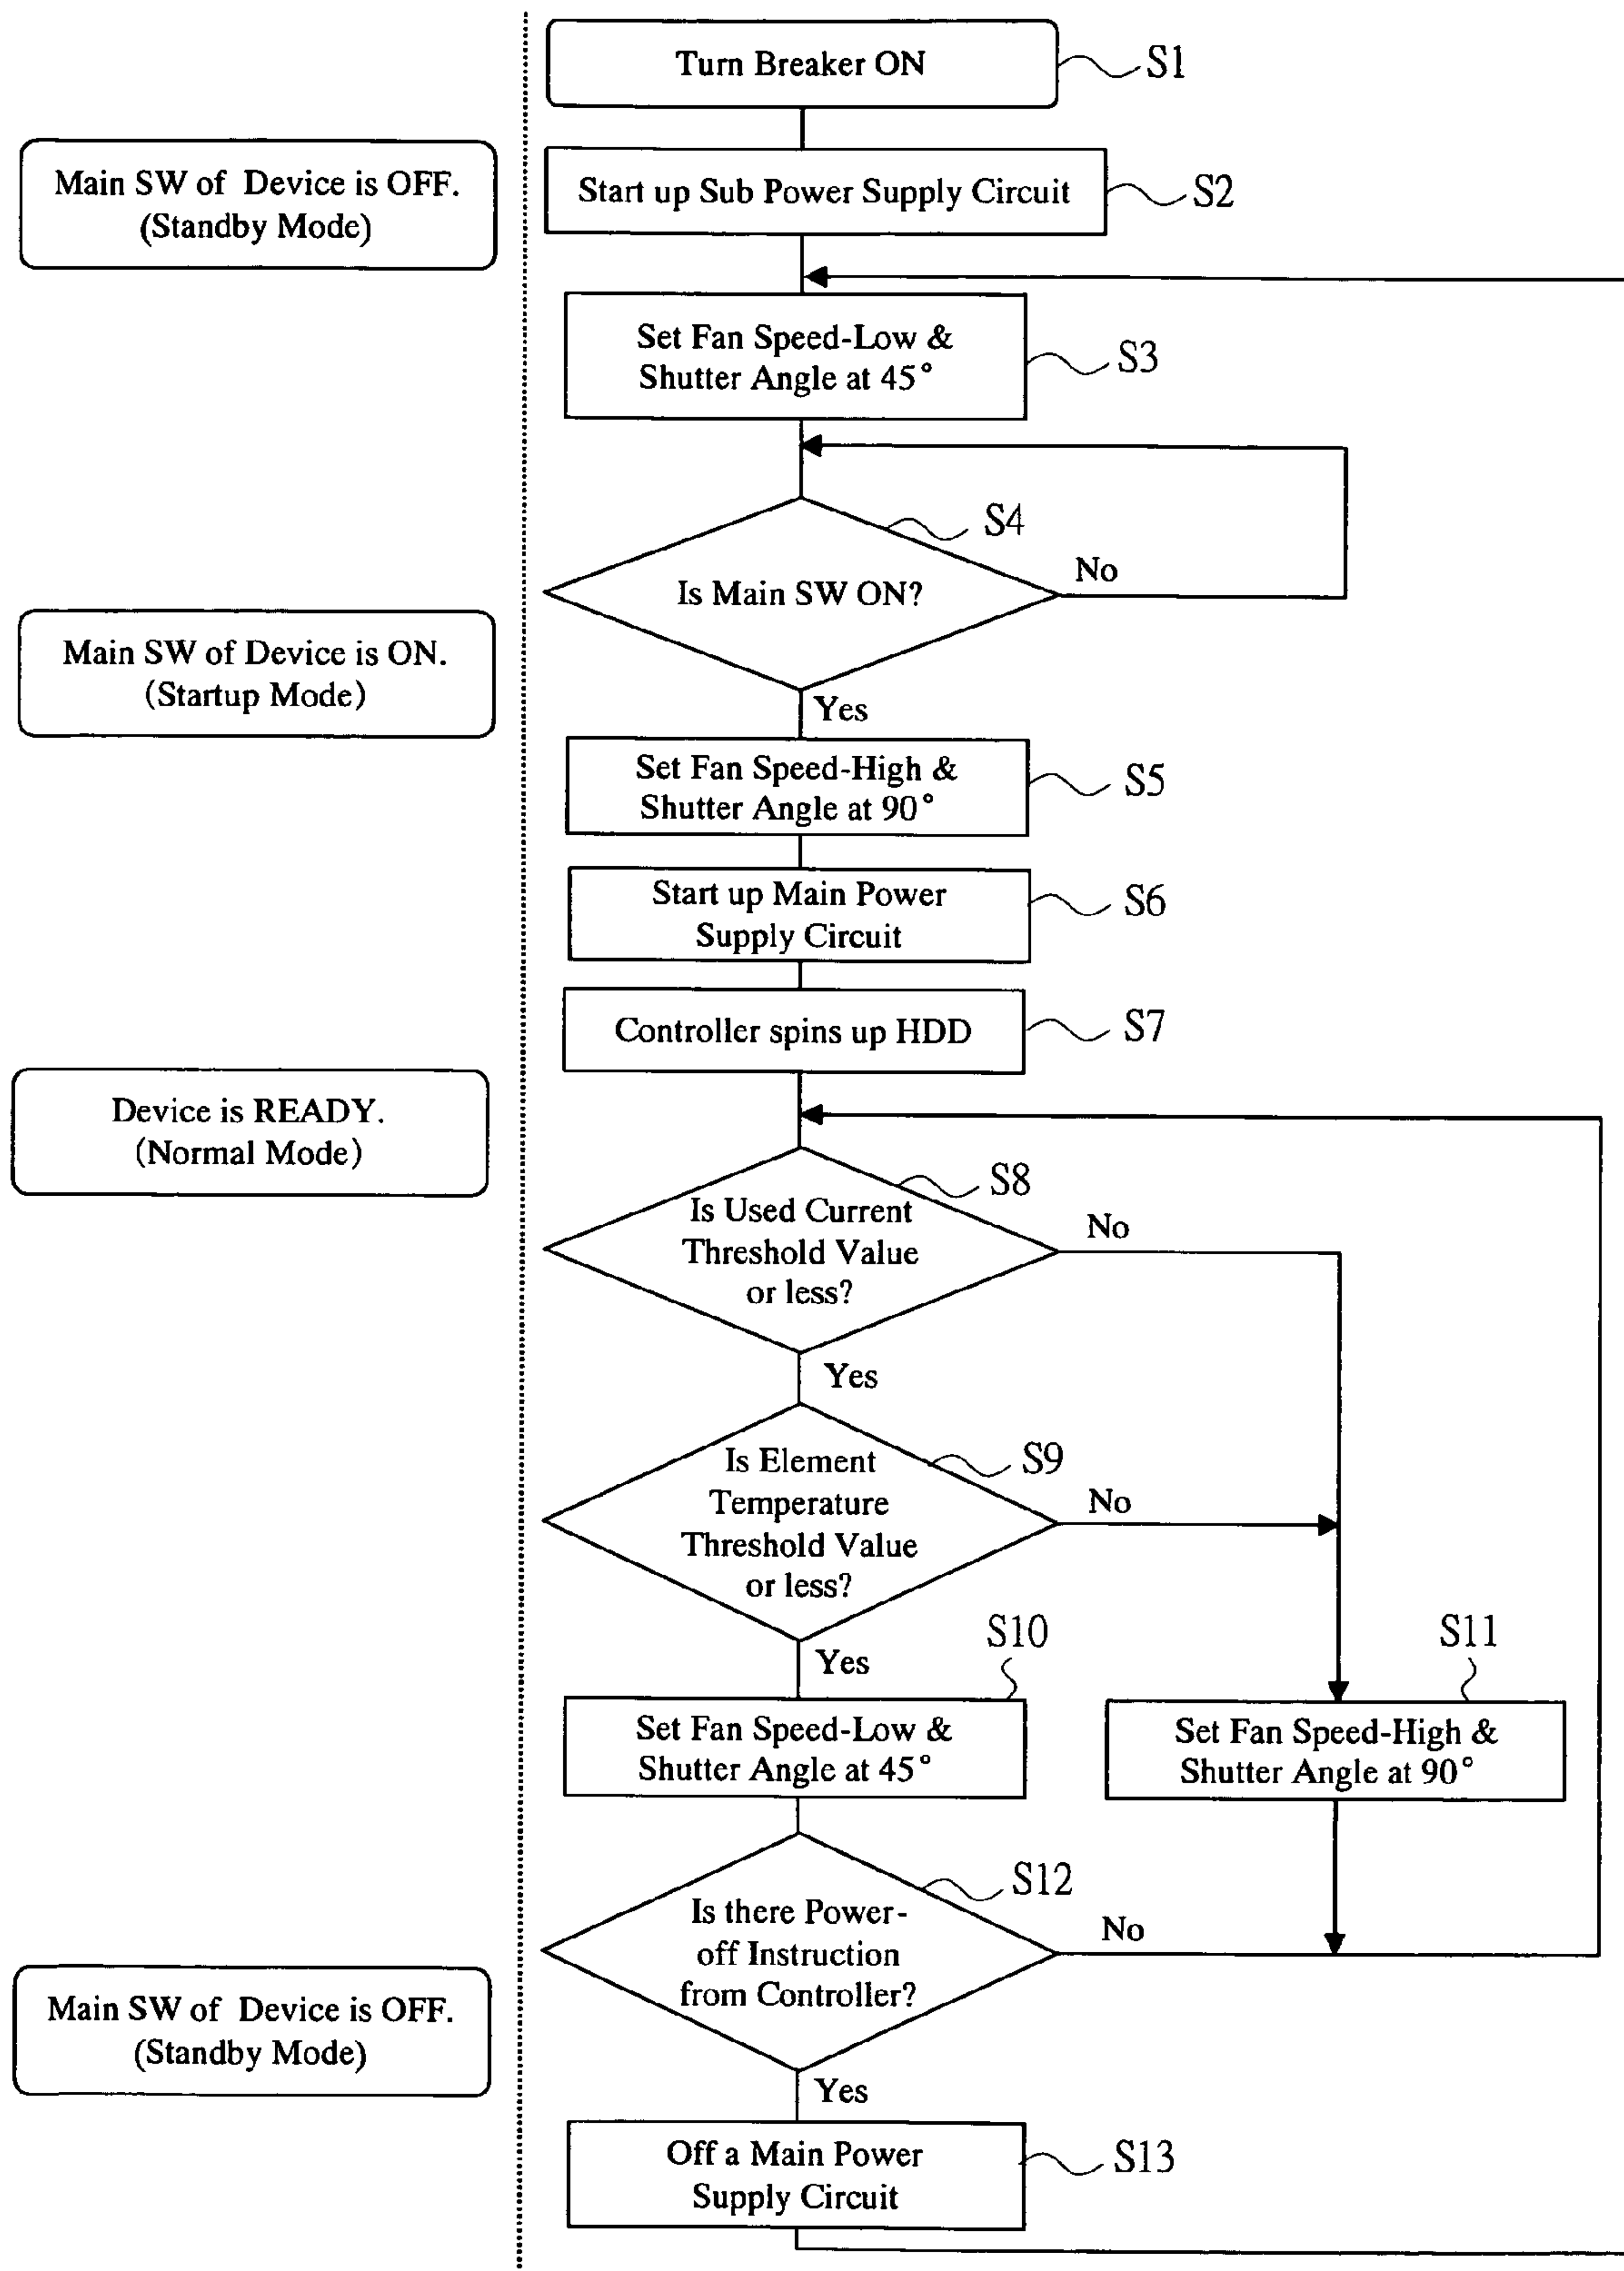 Turn Breaker ON
S1
Main SW of Device is OFF.
(Standby Mode)
Start up Sub Power Supply Circuit
S2
Set Fan Speed-Low &
Shutter Angle at 45°
S3
S4
Is Main SW ON?
No
Main SW of Device is ON.
(Startup Mode)
Yes
Set Fan Speed-High &
Shutter Angle at 90°
S5
Start up Main Power
Supply Circuit
S6
Controller spins up HDD
S7
Device is READY.
(Normal Mode)
S8
Is Used Current
Threshold Value
or less?
No
Yes
S9
Is Element
Temperature
Threshold Value
or less?
No
Yes
S10
Set Fan Speed-Low &
Shutter Angle at 45°
S11
Set Fan Speed-High &
Shutter Angle at 90°
S12
Is there Power-
off Instruction
from Controller?
No
Main SW of Device is OFF.
(Standby Mode)
Yes
Off a Main Power
Supply Circuit
S13